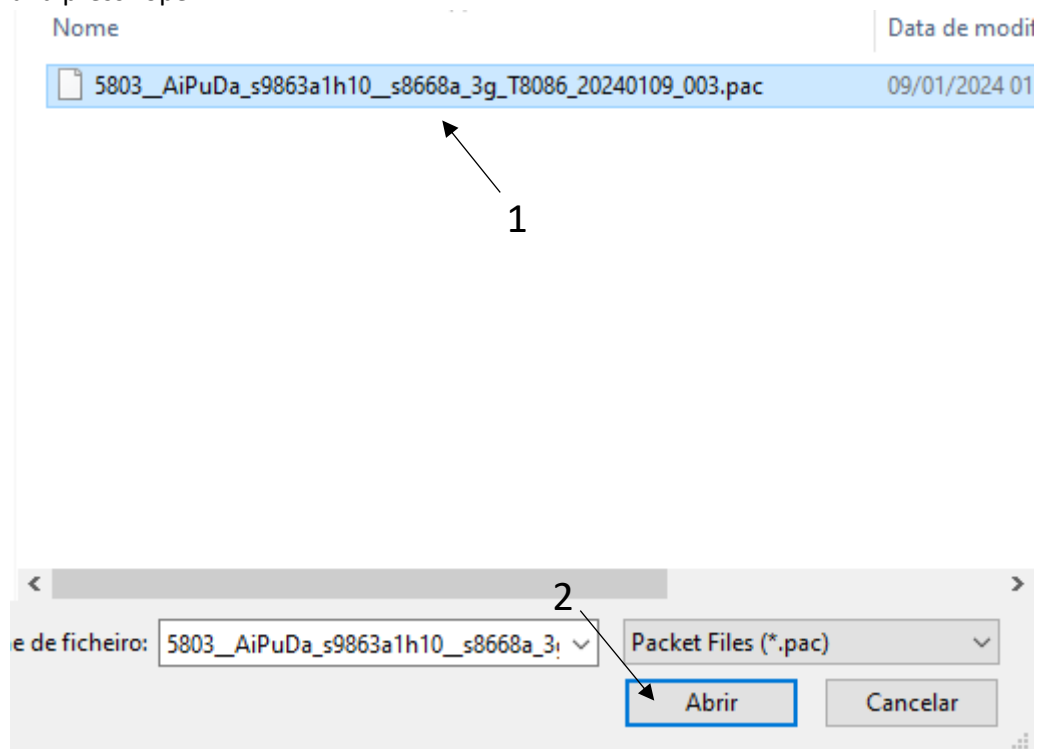 Nome Data de modif
5803__AiPuDa_s9863a1h10__s8668a_3g_T8086_20240109_003.pac 09/01/2024 01
1
2
e de ficheiro: 5803__AiPuDa_s9863a1h10__s8668a_3 Packet Files (*.pac)
Abrir Cancelar